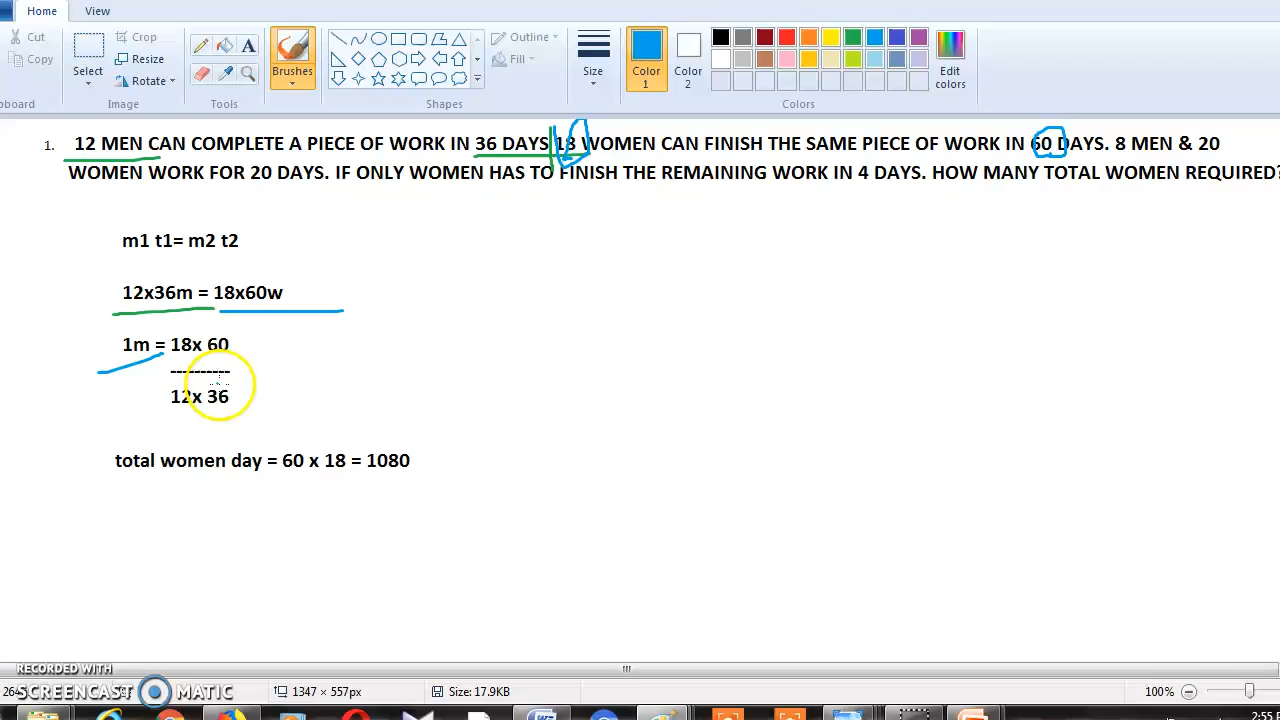 Home View
Cut
Copy
Select
Crop
Resize
Rotate
Brushes
Outline
Fill
Size
Color 1
Color 2
Edit colors
Image
Tools
Shapes
Colors
1. 12 MEN CAN COMPLETE A PIECE OF WORK IN 36 DAYS 18 WOMEN CAN FINISH THE SAME PIECE OF WORK IN 60 DAYS. 8 MEN & 20
WOMEN WORK FOR 20 DAYS. IF ONLY WOMEN HAS TO FINISH THE REMAINING WORK IN 4 DAYS. HOW MANY TOTAL WOMEN REQUIRED?
m1 t1= m2 t2
12x36m = 18x60w
1m = 18x 60
----------
12x 36
total women day = 60 x 18 = 1080
RECORDED WITH
SCREENCAST MATIC
1347 × 557px
Size: 17.9KB
100%